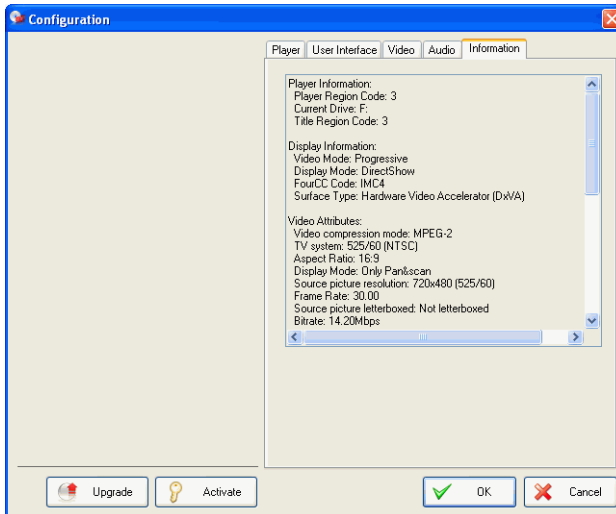 Configuration
Player User Interface Video Audio Information
Player Information:
Player Region Code: 3
Current Drive: F:
Title Region Code: 3
Display Information:
Video Mode: Progressive
Display Mode: DirectShow
FourCC Code: IMC4
Surface Type: Hardware Video Accelerator (DxVA)
Video Attributes:
Video compression mode: MPEG-2
TV system: 525/60 (NTSC)
Aspect Ratio: 16:9
Display Mode: Only Pan&scan
Source picture resolution: 720x480 (525/60)
Frame Rate: 30.00
Source picture letterboxed: Not letterboxed
Bitrate: 14.20Mbps
Upgrade Activate OK Cancel